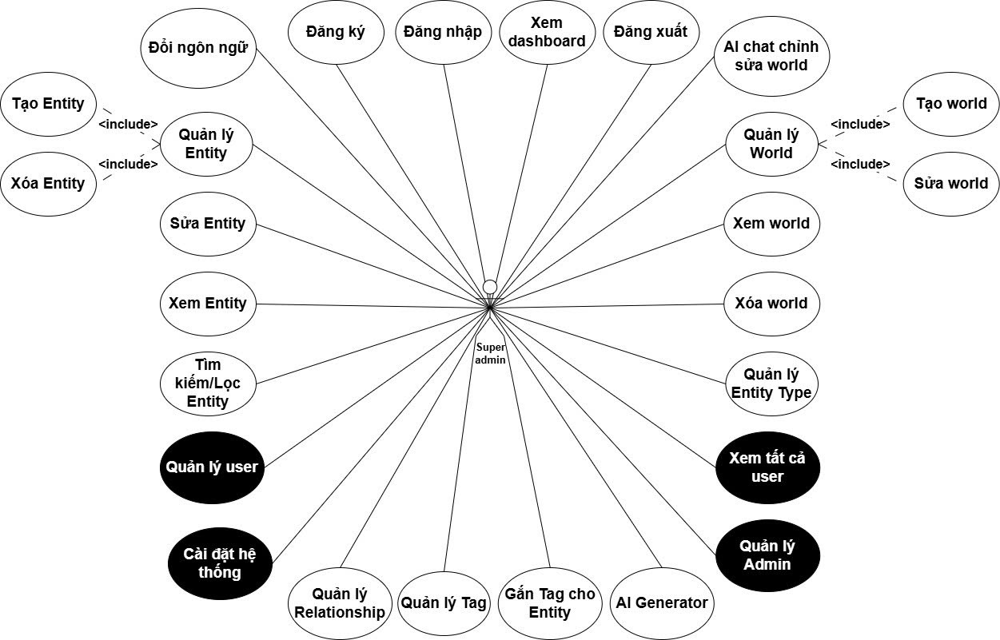 Đổi ngôn ngữ
Đăng ký
Đăng nhập
Xem
dashboard
Đăng xuất
AI chat chỉnh
sửa world
Tạo Entity
<include>
Quản lý
Entity
Xóa Entity
<include>
Quản lý
World
<include>
Tạo world
<include>
Sửa world
Sửa Entity
Xem world
Xem Entity
Xóa world
Super
admin
Tìm
kiếm/Lọc
Entity
Quản lý
Entity Type
Quản lý user
Xem tất cả
user
Cài đặt hệ
thống
Quản lý
Admin
Quản lý
Relationship
Quản lý Tag
Gắn Tag cho
Entity
AI Generator